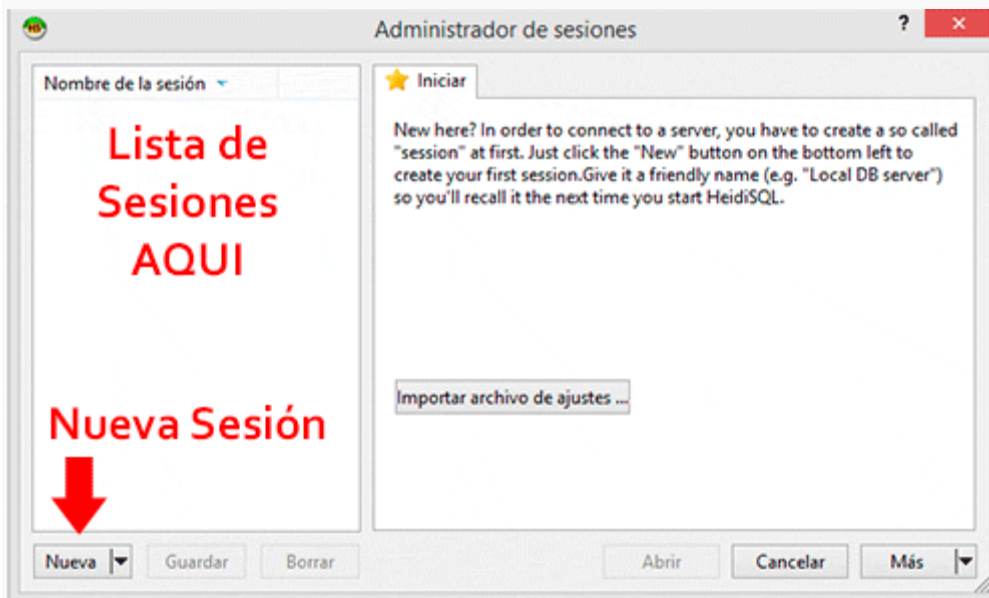 HS
Administrador de sesiones
?
Nombre de la sesión
Lista de
Sesiones
AQUI
Nueva Sesión
Iniciar
New here? In order to connect to a server, you have to create a so called
"session" at first. Just click the "New" button on the bottom left to
create your first session.Give it a friendly name (e.g. "Local DB server")
so you'll recall it the next time you start HeidiSQL.
Importar archivo de ajustes ...
Nueva
Guardar
Borrar
Abrir
Cancelar
Más